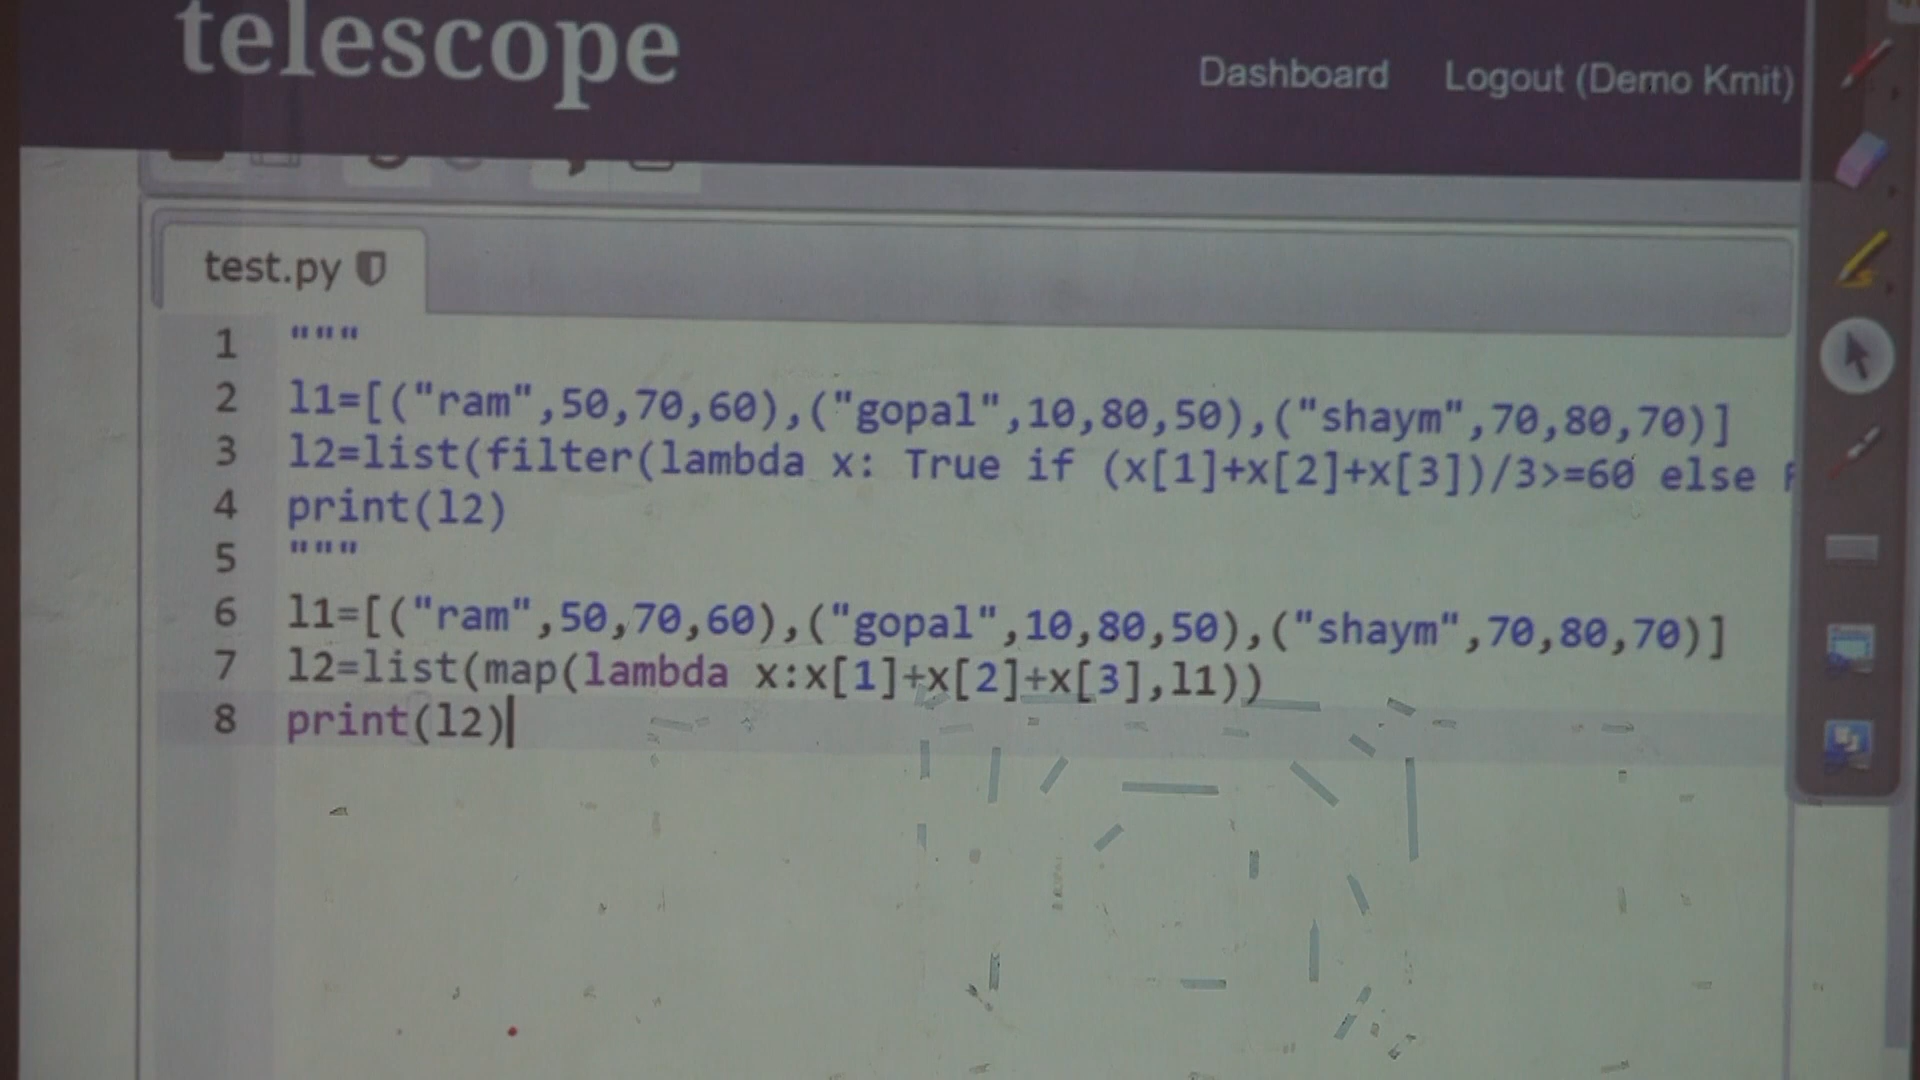 telescope
Dashboard Logout (Demo Kmit)
test.py
1 """
2 l1=[("ram",50,70,60),("gopal",10,80,50),("shaym",70,80,70)]
3 l2=list(filter(lambda x: True if (x[1]+x[2]+x[3])/3>=60 else
4 print(l2)
5 """
6 l1=[("ram",50,70,60),("gopal",10,80,50),("shaym",70,80,70)]
7 l2=list(map(lambda x:x[1]+x[2]+x[3],l1))
8 print(l2)